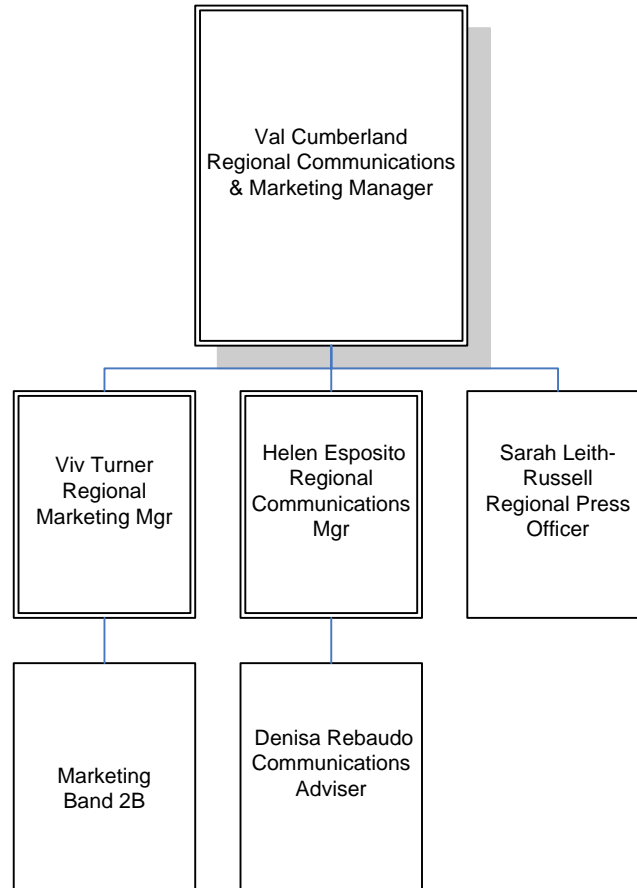 Val Cumberland
Regional Communications
& Marketing Manager
Viv Turner
Regional
Marketing Mgr
Helen Esposito
Regional
Communications
Mgr
Sarah Leith-
Russell
Regional Press
Officer
Marketing
Band 2B
Denisa Rebaudo
Communications
Adviser